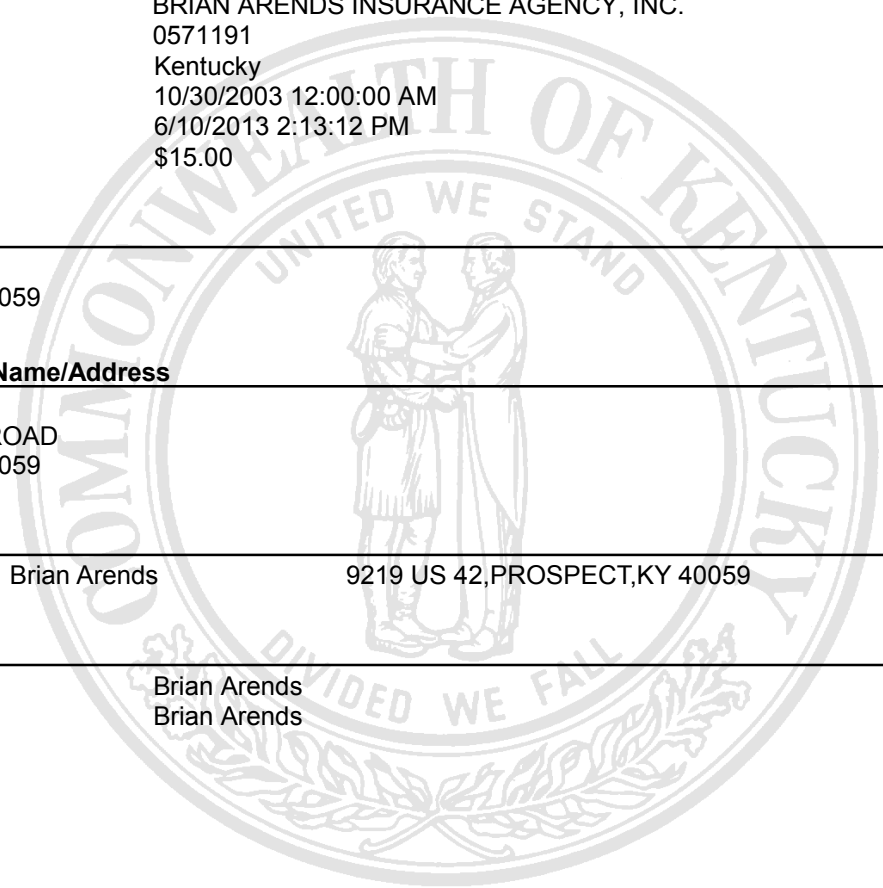 BRIAN ARENDS INSURANCE AGENCY, INC.
0571191
Kentucky
10/30/2003 12:00:00 AM
6/10/2013 2:13:12 PM
$15.00
COMMONWEALTH OF KENTUCKY
UNITED WE STAND
059
Name/Address
ROAD
059
Brian Arends 9219 US 42,PROSPECT,KY 40059
DIVIDED WE FALL
Brian Arends
Brian Arends